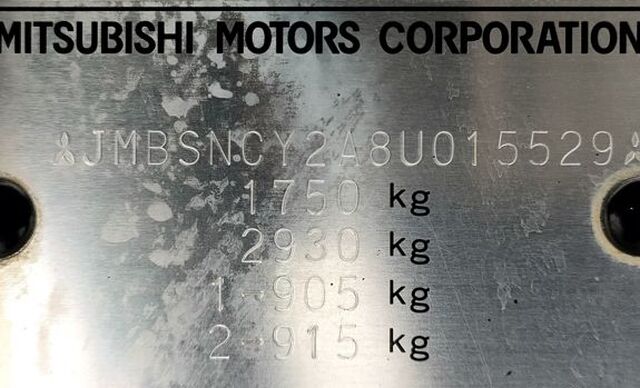 MITSUBISHI MOTORS CORPORATION
JMBSNCY2A8U015529
1750 kg
2930 kg
1-905 kg
2-915 kg